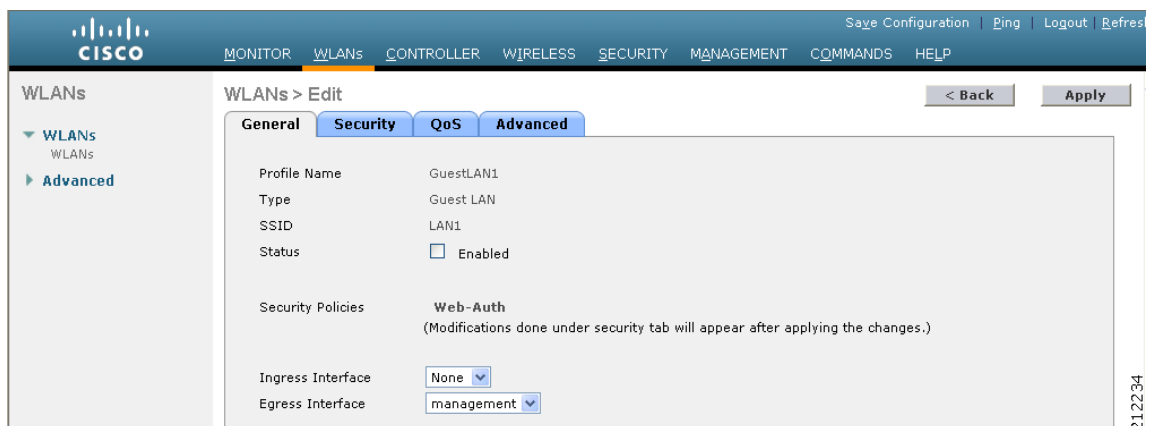 Save Configuration | Ping | Logout | Refresh
CISCO
MONITOR WLANs CONTROLLER WIRELESS SECURITY MANAGEMENT COMMANDS HELP
WLANs
WLANs > Edit
< Back
Apply
General Security QoS Advanced
WLANs
WLANs
Advanced
Profile Name GuestLAN1
Type Guest LAN
SSID LAN1
Status Enabled
Security Policies Web-Auth
(Modifications done under security tab will appear after applying the changes.)
Ingress Interface None
Egress Interface management
212234